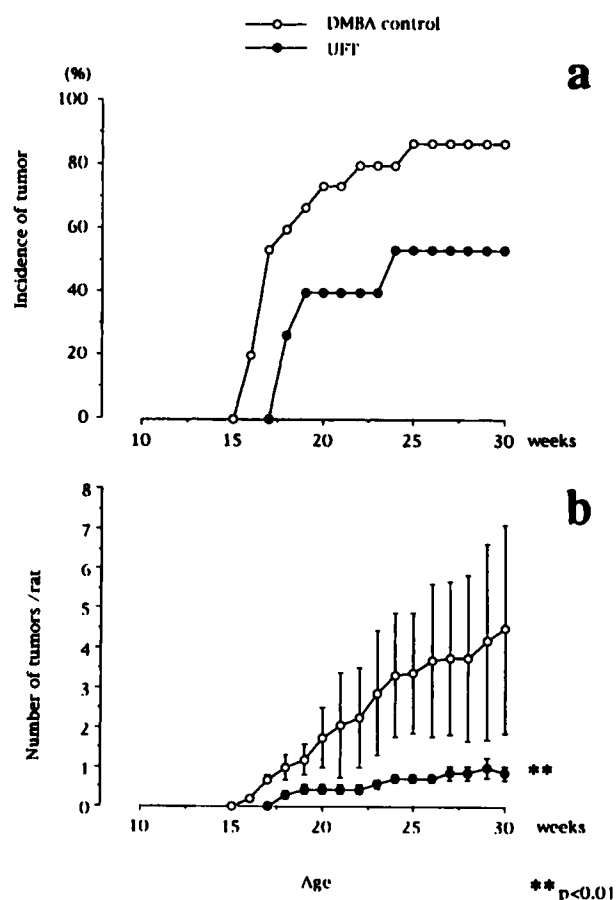 DMBA control
UFT
(%)
a
100
80
60
40
20
0
Incidence of tumor
10 15 20 25 30 weeks
b
8
7
6
5
4
3
2
1
0
Number of tumors / rat
**
10 15 20 25 30 weeks
Age
** p<0.01